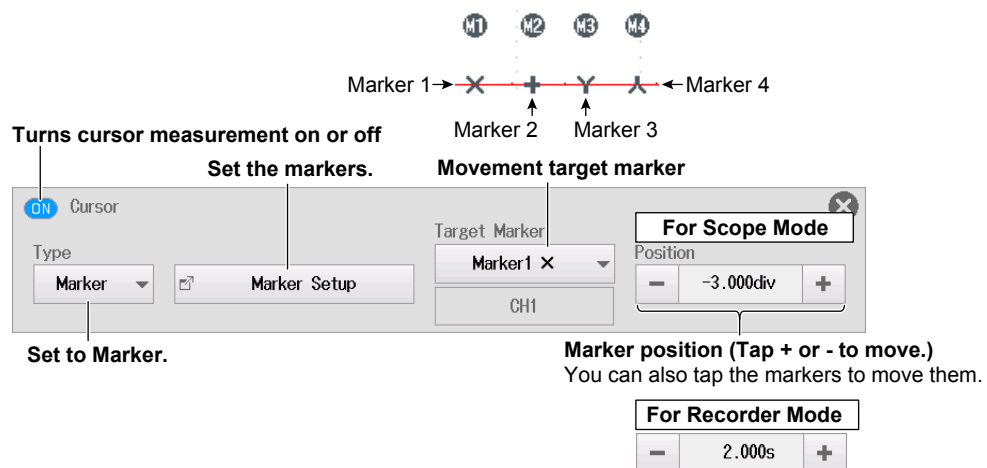 M1 M2 M3 M4
Marker 1
Marker 4
Marker 2
Marker 3
Turns cursor measurement on or off
Set the markers.
Movement target marker
ON Cursor
For Scope Mode
Type
Target Marker
Position
Marker
Marker Setup
Marker1 ×
−
-3.000div
+
CH1
Set to Marker.
Marker position (Tap + or - to move.)
You can also tap the markers to move them.
For Recorder Mode
−
2.000s
+